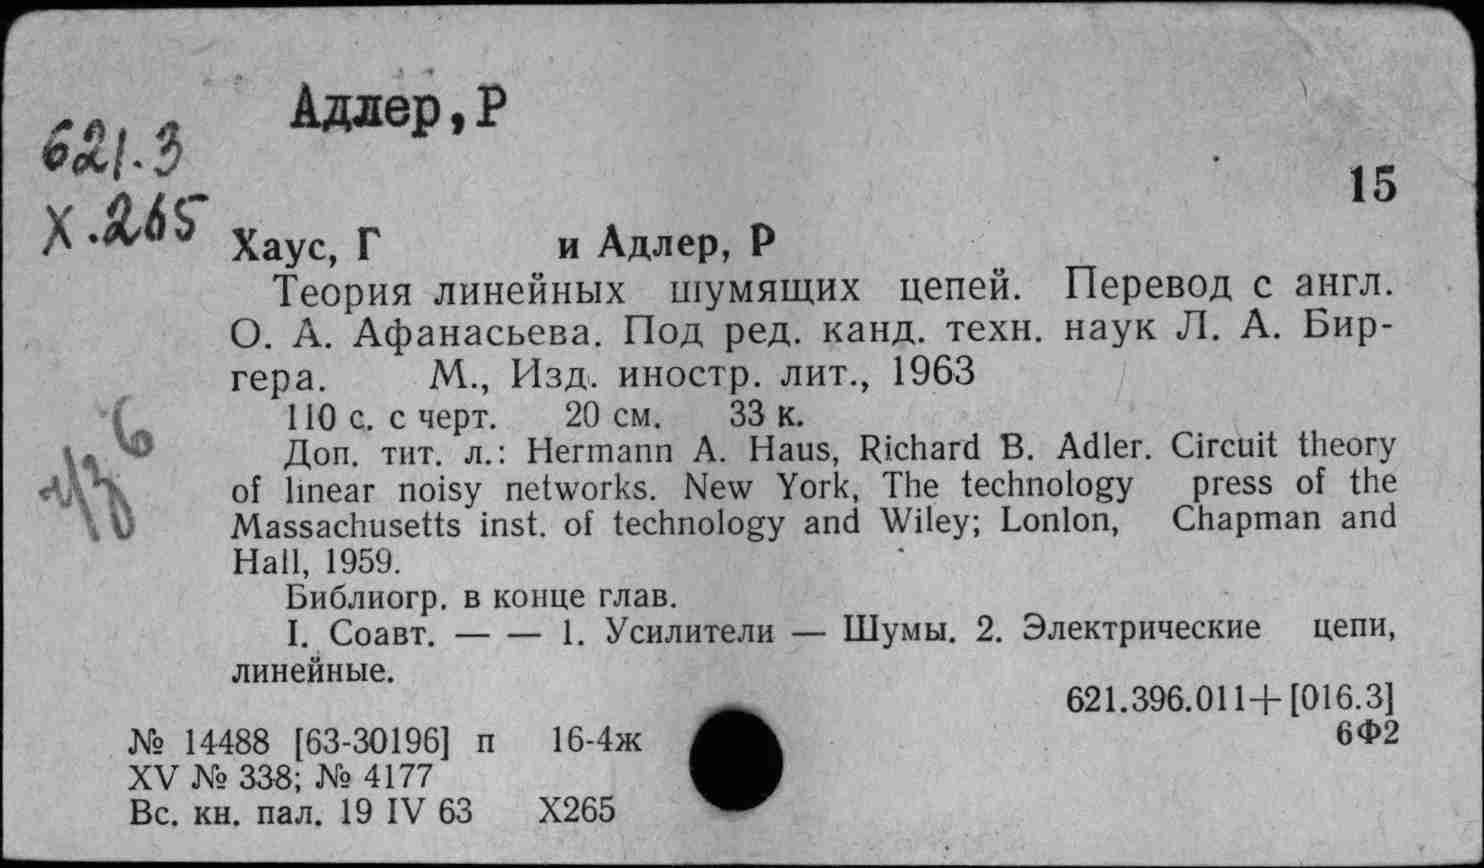 Адлер,Р
621.3
Х.265
15
Хаус, Г и Адлер, Р
Теория линейных шумящих цепей. Перевод с англ.
О. А. Афанасьева. Под ред. канд. техн. наук Л. А. Бир-
гера. М., Изд. иностр. лит., 1963
110 с. с черт. 20 см. 33 к.
Доп. тит. л.: Hermann A. Haus, Richard B. Adler. Circuit theory
of linear noisy networks. New York, The technology press of the
Massachusetts inst. of technology and Wiley; Lonlon, Chapman and
Hall, 1959.
Библиогр. в конце глав.
I. Соавт. — — 1. Усилители — Шумы. 2. Электрические цепи,
линейные.
621.396.011+[016.3]
6Ф2
№ 14488 [63-30196] п 16-4ж
XV № 338; № 4177
Вс. кн. пал. 19 IV 63 Х265